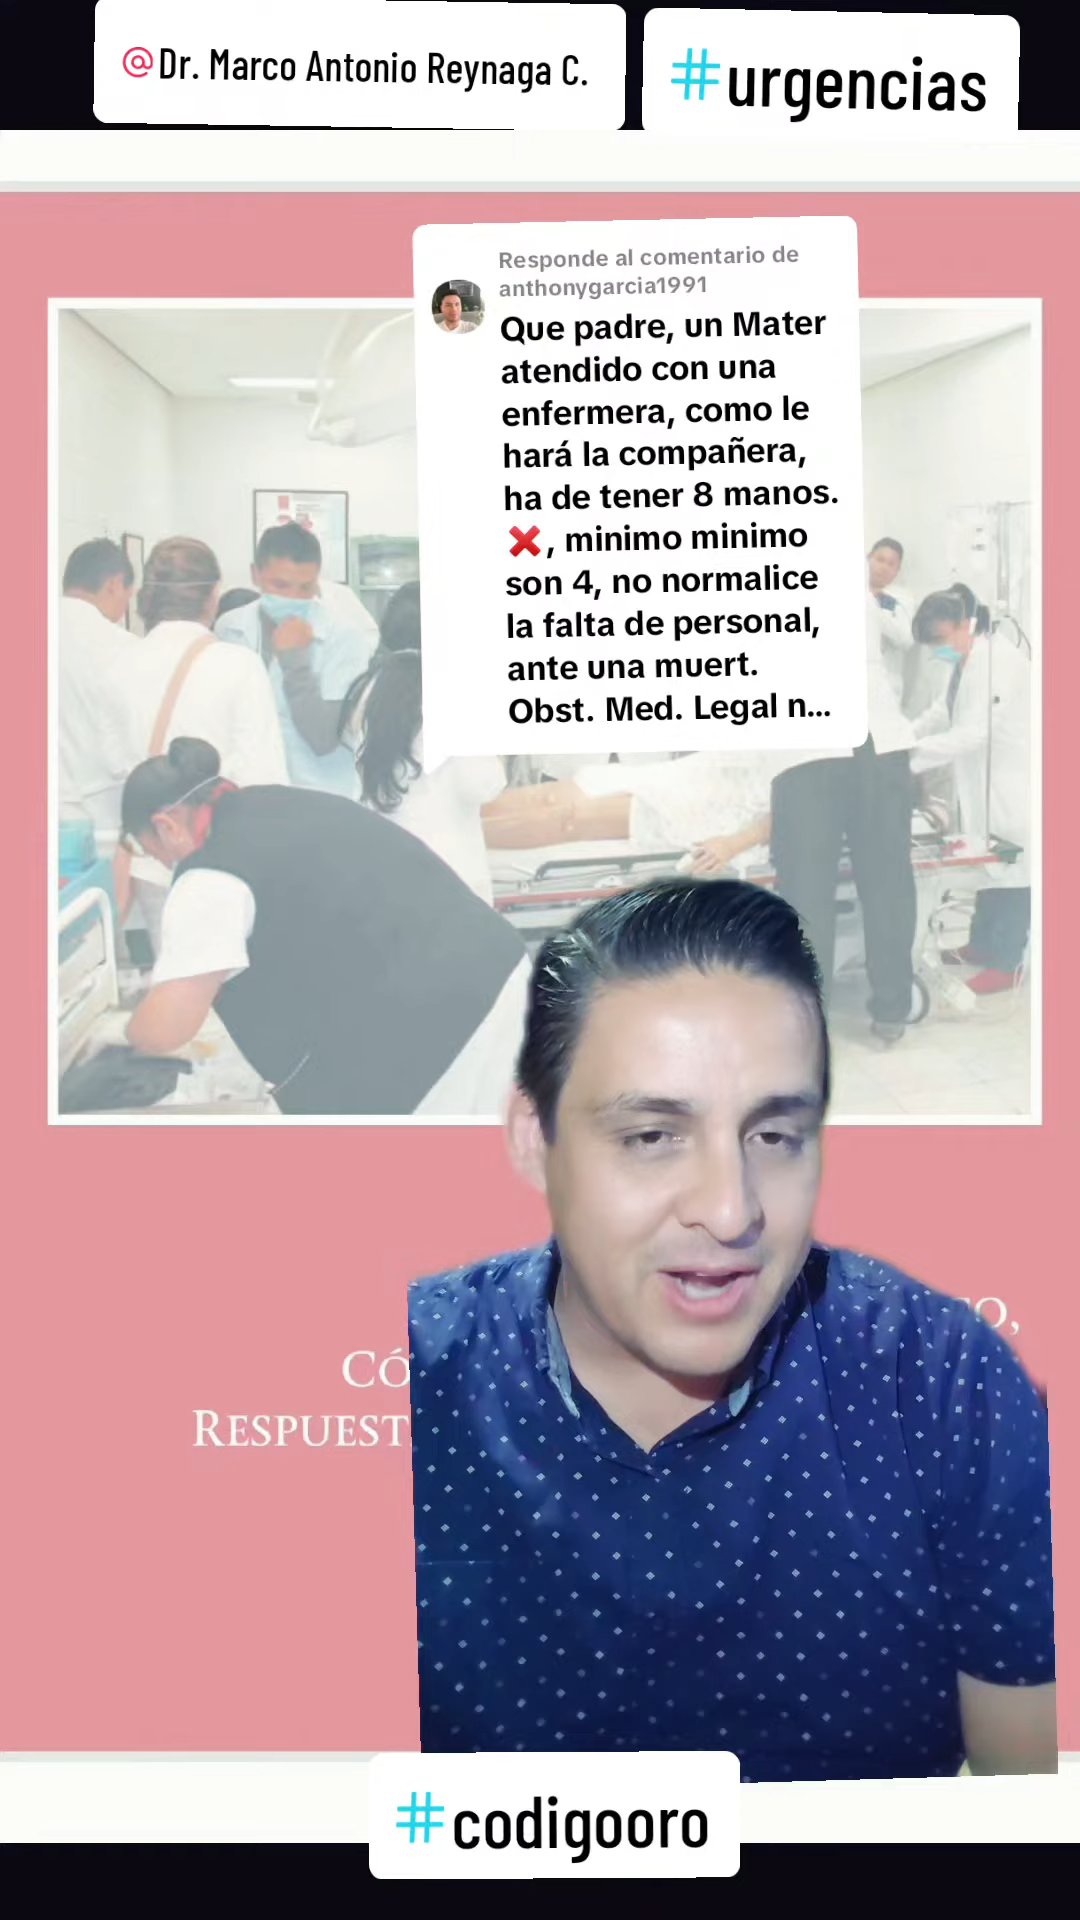 @Dr. Marco Antonio Reynaga C.
#urgencias
Responde al comentario de
anthonygarcia1991
Que padre, un Mater
atendido con una
enfermera, como le
hará la compañera,
ha de tener 8 manos.
❌, minimo minimo
son 4, no normalice
la falta de personal,
ante una muert.
Obst. Med. Legal n...
#codigooro